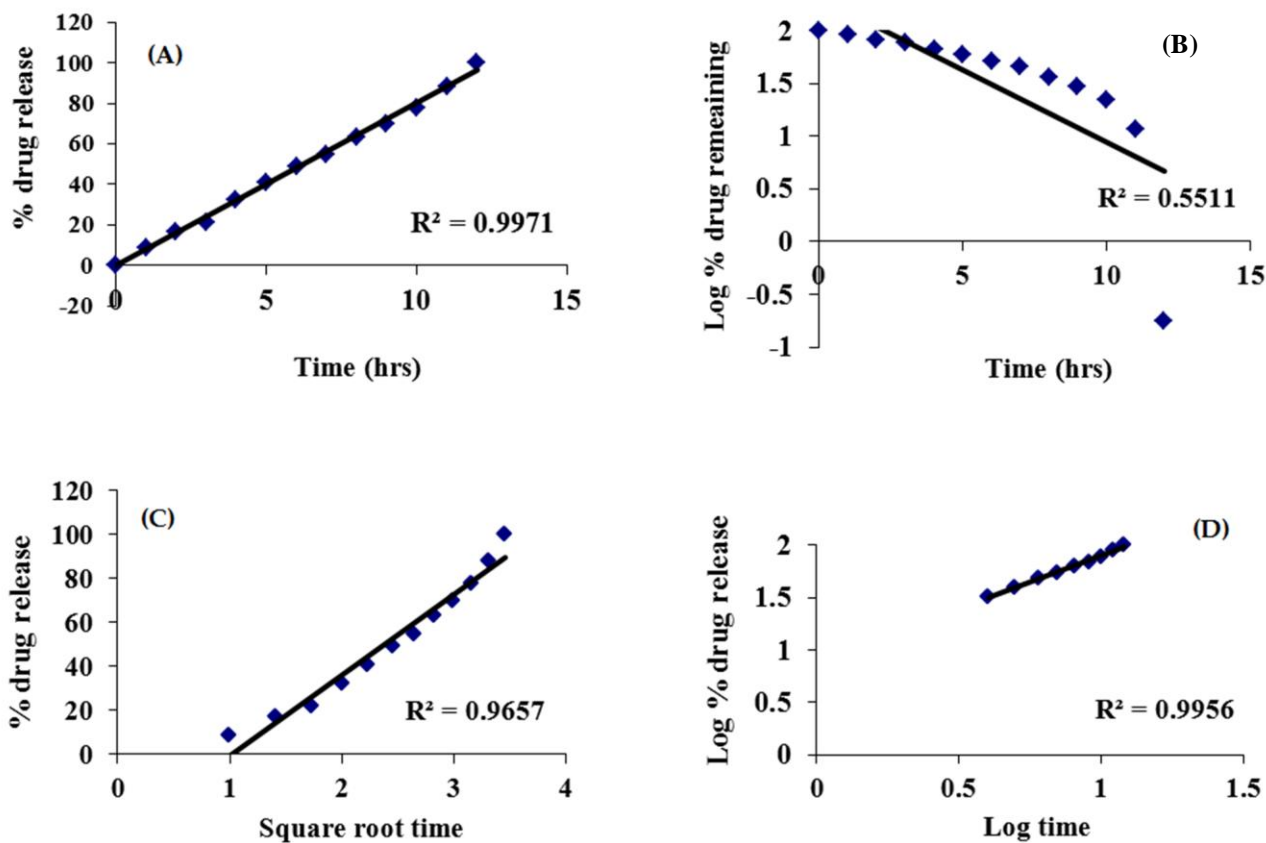 (A)
% drug release
120
100
80
60
40
20
0
-20
0
5
10
15
R² = 0.9971
Time (hrs)
(B)
Log % drug remeaining
2
1.5
1
0.5
0
-0.5
-1
0
5
10
15
R² = 0.5511
Time (hrs)
(C)
% drug release
120
100
80
60
40
20
0
0
1
2
3
4
R² = 0.9657
Square root time
(D)
Log % drug release
2
1.5
1
0.5
0
0
0.5
1
1.5
R² = 0.9956
Log time